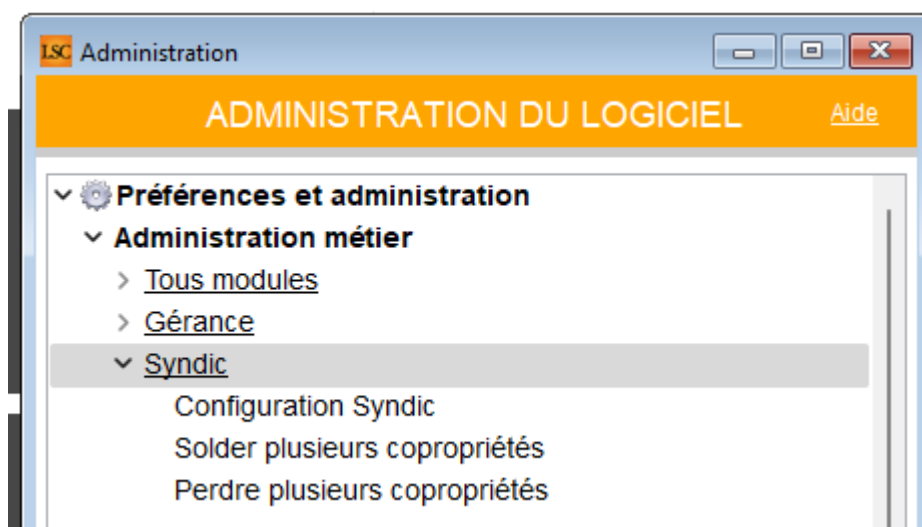 LSC Administration
ADMINISTRATION DU LOGICIEL Aide
Préférences et administration
Administration métier
Tous modules
Gérance
Syndic
Configuration Syndic
Solder plusieurs copropriétés
Perdre plusieurs copropriétés